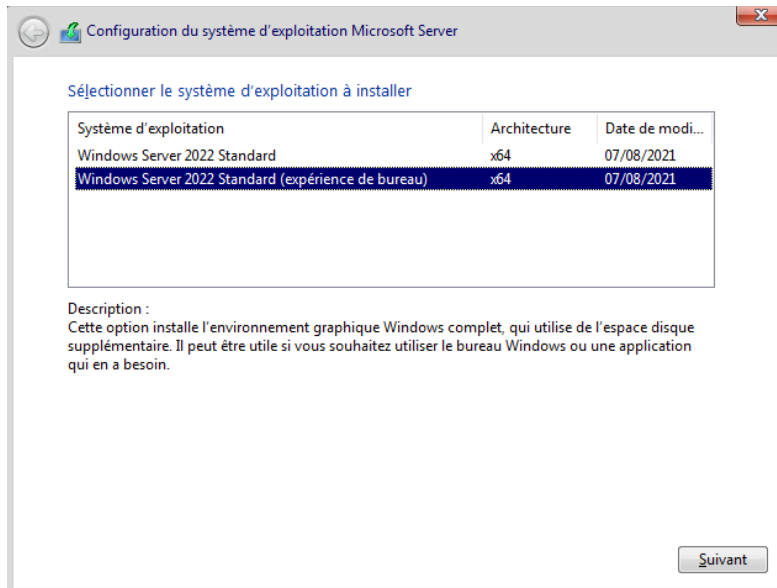 Configuration du système d'exploitation Microsoft Server
Sélectionner le système d'exploitation à installer
Système d'exploitation Architecture Date de modi...
Windows Server 2022 Standard x64 07/08/2021
Windows Server 2022 Standard (expérience de bureau) x64 07/08/2021
Description :
Cette option installe l'environnement graphique Windows complet, qui utilise de l'espace disque
supplémentaire. Il peut être utile si vous souhaitez utiliser le bureau Windows ou une application
qui en a besoin.
Suivant